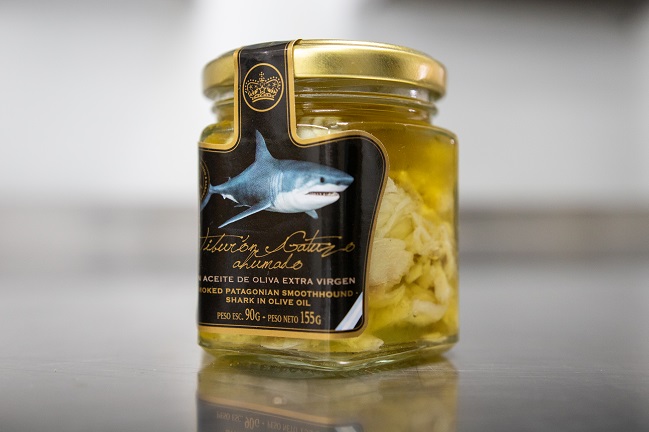 tiburón Gatuzo
ahumado
ACEITE DE OLIVA EXTRA VIRGEN
MOKED PATAGONIAN SMOOTHHOUND -
SHARK IN OLIVE OIL
PESO ESC. 90G - PESO NETO 155G